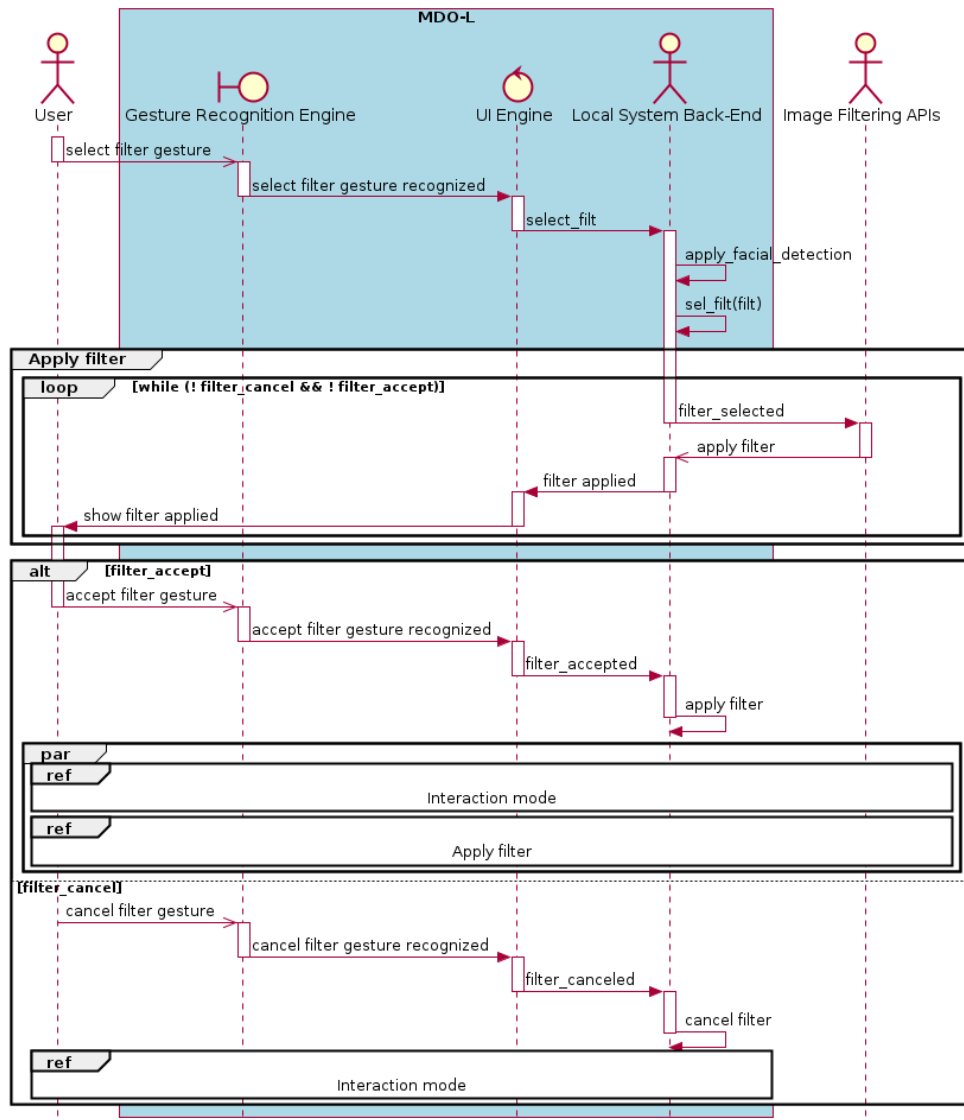 MDO-L
User
Gesture Recognition Engine
UI Engine
Local System Back-End
Image Filtering APIs
select filter gesture
select filter gesture recognized
select_filt
apply_facial_detection
sel_filt(filt)
Apply filter
loop
[while (! filter_cancel && ! filter_accept)]
filter_selected
apply filter
filter applied
show filter applied
alt
[filter_accept]
accept filter gesture
accept filter gesture recognized
filter_accepted
apply filter
par
ref
Interaction mode
ref
Apply filter
[filter_cancel]
cancel filter gesture
cancel filter gesture recognized
filter_canceled
cancel filter
ref
Interaction mode